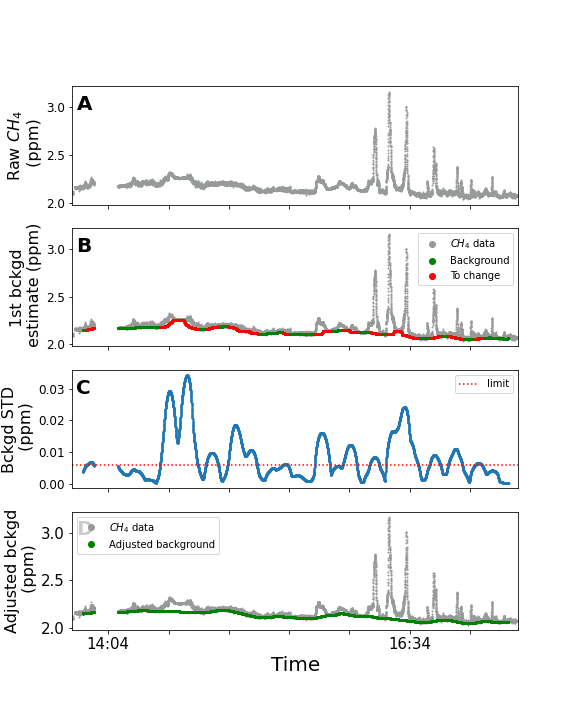 A
Raw CH4
(ppm)
3.0
2.5
2.0
B
1st bckgd
estimate (ppm)
3.0
2.5
2.0
CH4 data
Background
To change
C
Bckgd STD
(ppm)
0.03
0.02
0.01
0.00
limit
D
Adjusted bckgd
(ppm)
3.0
2.5
2.0
CH4 data
Adjusted background
14:04
16:34
Time